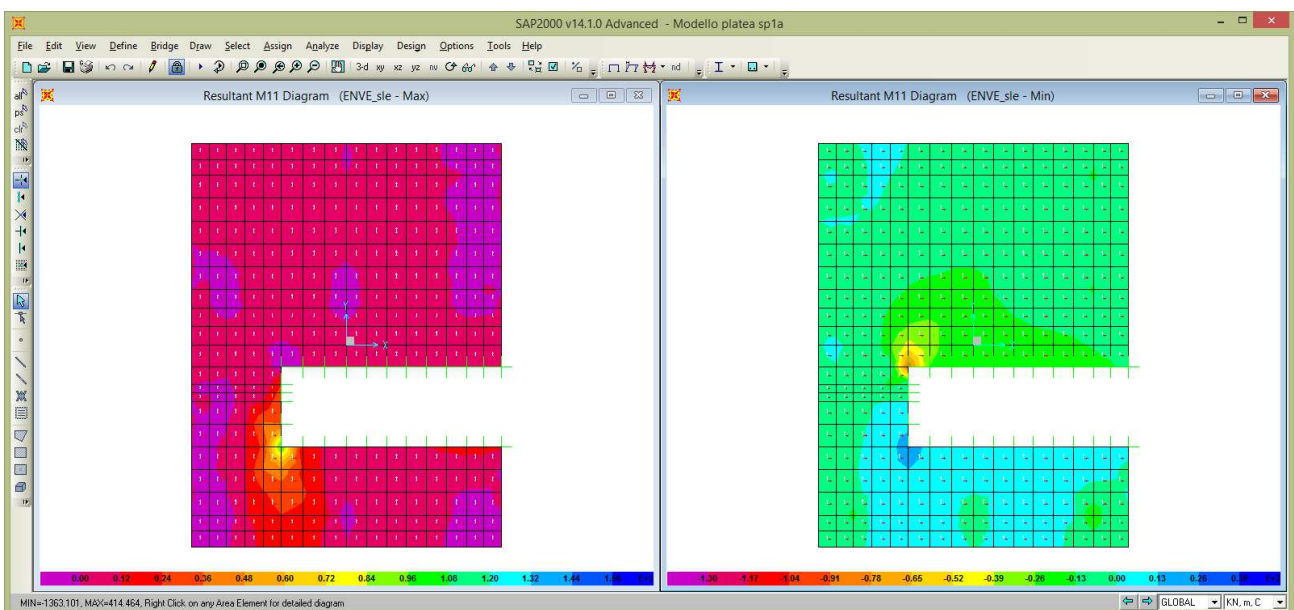 SAP2000 v14.1.0 Advanced - Modello platea sp1a
File Edit View Define Bridge Draw Select Assign Analyze Display Design Options Tools Help
3-d xy xz yz nv nd
all
ps
clr
Resultant M11 Diagram (ENVE_sle - Max)
Resultant M11 Diagram (ENVE_sle - Min)
Y
X
0.00 0.12 0.24 0.36 0.48 0.60 0.72 0.84 0.96 1.08 1.20 1.32 1.44
-1.30 -1.17 -1.04 -0.91 -0.78 -0.65 -0.52 -0.39 -0.26 -0.13 0.00 0.13 0.26
MIN=-1363.101, MAX=414.464, Right Click on any Area Element for detailed diagram
GLOBAL
KN, m, C